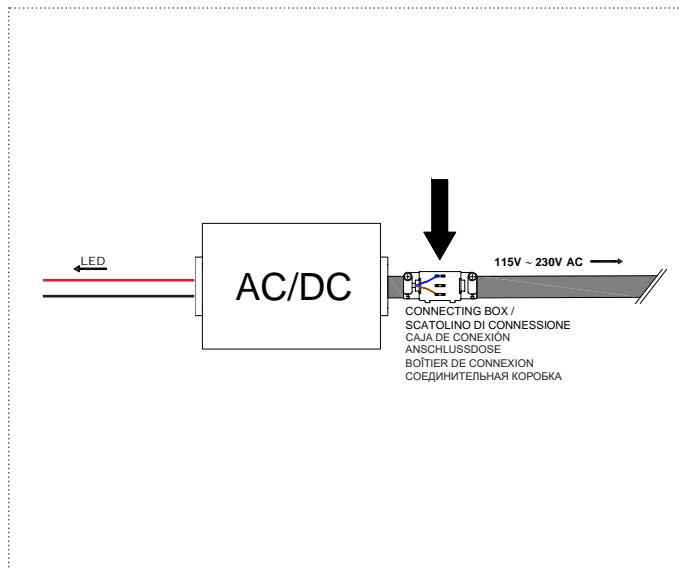 LED
AC/DC
115V ~ 230V AC
CONNECTING BOX /
SCATOLINO DI CONNESSIONE
CAJA DE CONEXIÓN
ANSCHLUSSDOSE
BOÎTIER DE CONNEXION
СОЕДИНИТЕЛЬНАЯ КОРОБКА